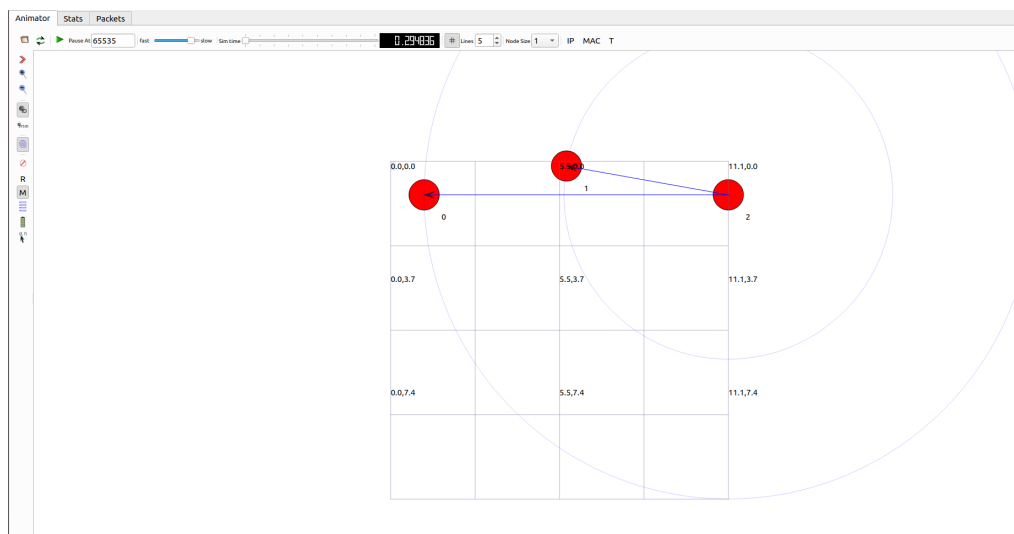 Animator Stats Packets
Pause At 65535 fast slow Sim time 0.294836 # Lines 5 Node Size 1 IP MAC T
R
M
0.0,0.0 11.1,0.0
1
0 2
0.0,3.7 5.5,3.7 11.1,3.7
0.0,7.4 5.5,7.4 11.1,7.4